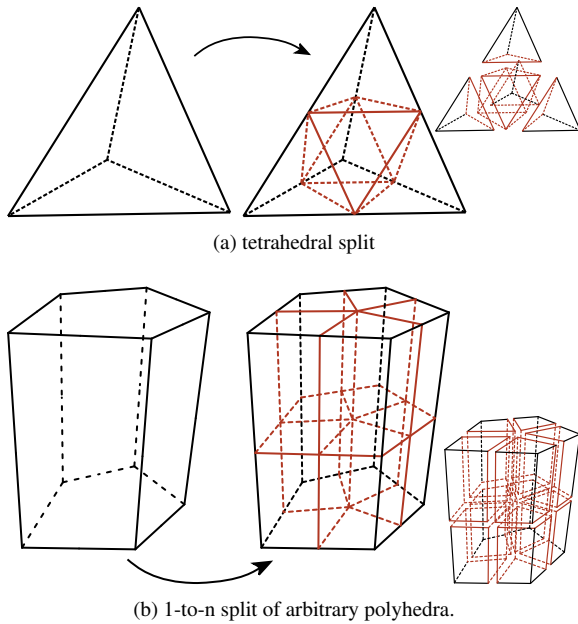 (a) tetrahedral split
(b) 1-to-n split of arbitrary polyhedra.